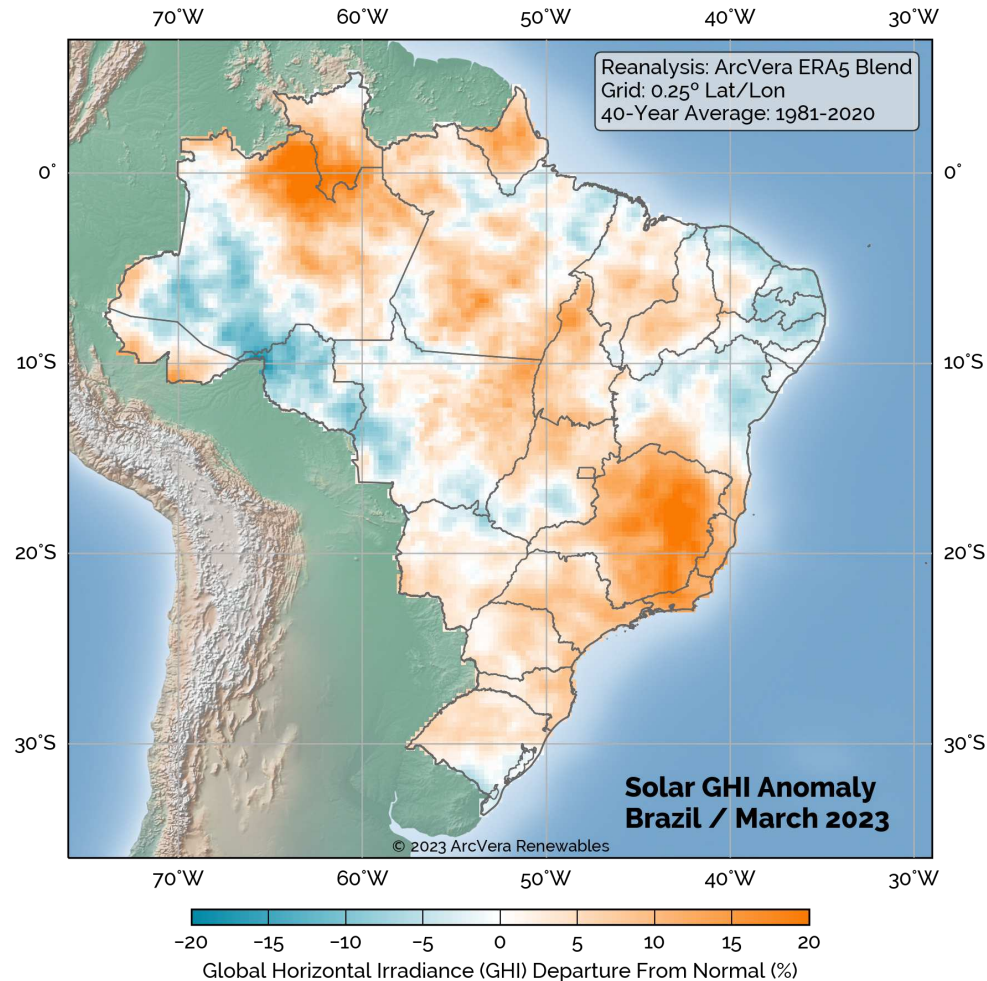 70°W 60°W 50°W 40°W 30°W
Reanalysis: ArcVera ERA5 Blend
Grid: 0.25° Lat/Lon
40-Year Average: 1981-2020
0° 0°
10°S 10°S
20°S 20°S
30°S 30°S
Solar GHI Anomaly
Brazil / March 2023
© 2023 ArcVera Renewables
70°W 60°W 50°W 40°W 30°W
−20 −15 −10 −5 0 5 10 15 20
Global Horizontal Irradiance (GHI) Departure From Normal (%)